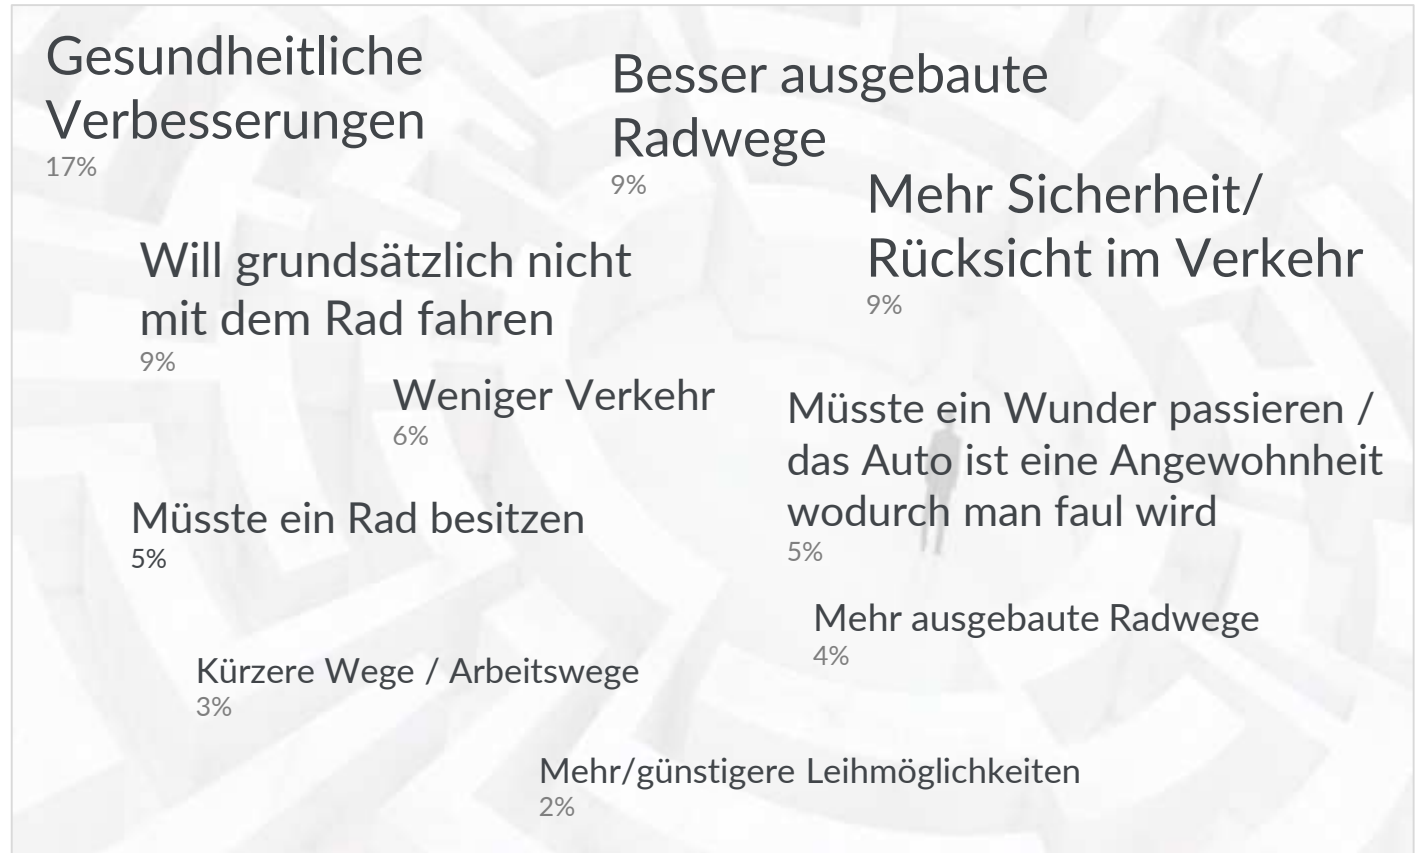 Gesundheitliche
Verbesserungen
17%
Besser ausgebaute
Radwege
9%
Mehr Sicherheit/
Rücksicht im Verkehr
9%
Will grundsätzlich nicht
mit dem Rad fahren
9%
Weniger Verkehr
6%
Müsste ein Wunder passieren /
das Auto ist eine Angewohnheit
wodurch man faul wird
5%
Müsste ein Rad besitzen
5%
Mehr ausgebaute Radwege
4%
Kürzere Wege / Arbeitswege
3%
Mehr/günstigere Leihmöglichkeiten
2%